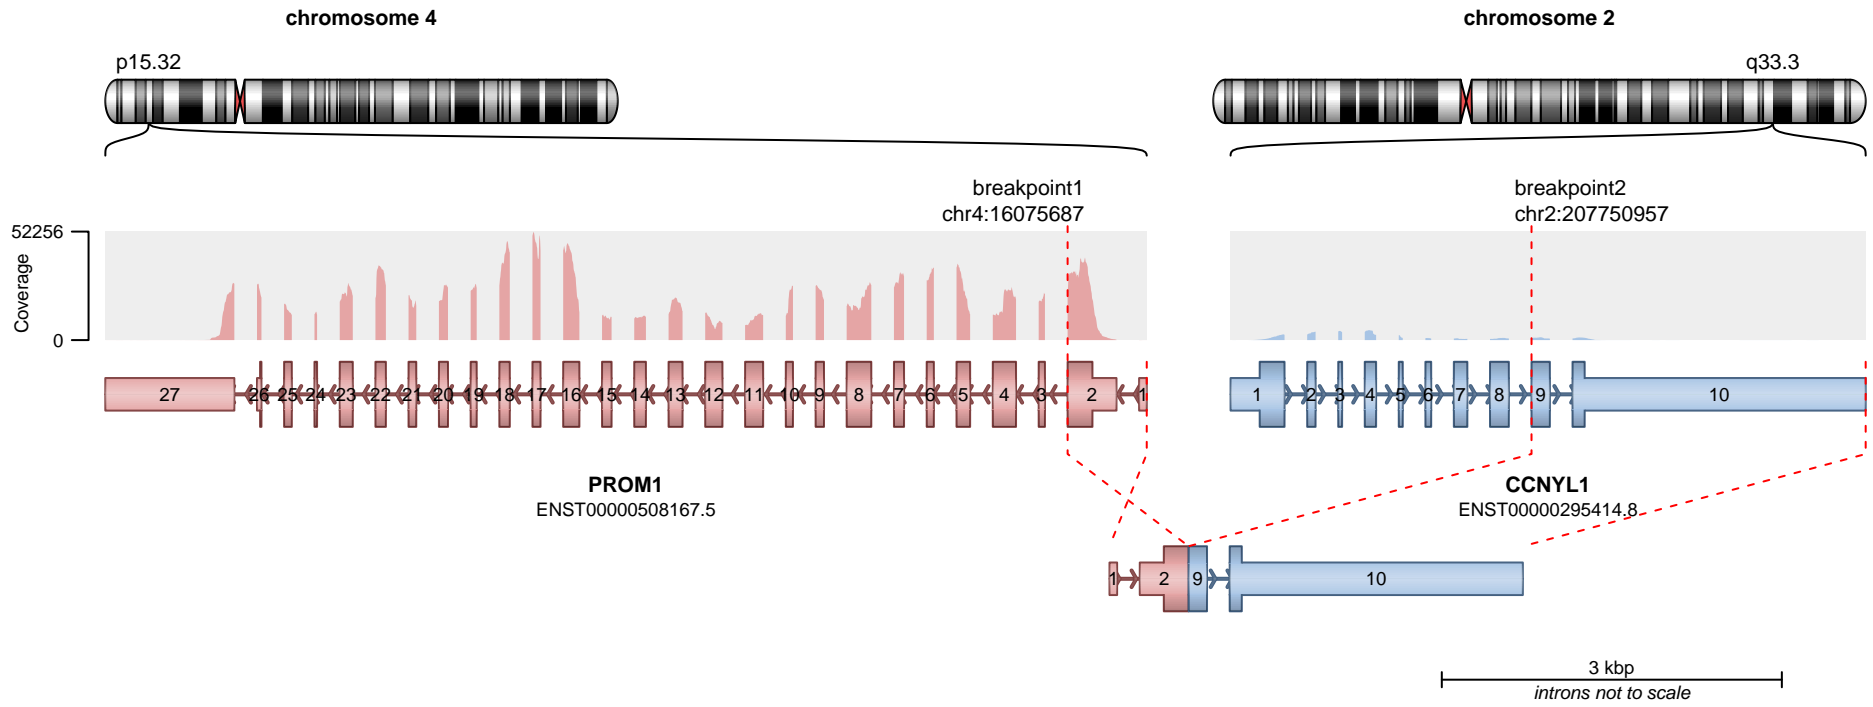 chromosome 4
chromosome 2
p15.32
q33.3
breakpoint1
chr4:16075687
breakpoint2
chr2:207750957
52256
Coverage
0
27 26 25 24 23 22 21 20 19 18 17 16 15 14 13 12 11 10 9 8 7 6 5 4 3 2 1
1 2 3 4 5 6 7 8 9 10
PROM1
ENST00000508167.5
CCNYL1
ENST00000295414.8
1 2 9 10
3 kbp
introns not to scale